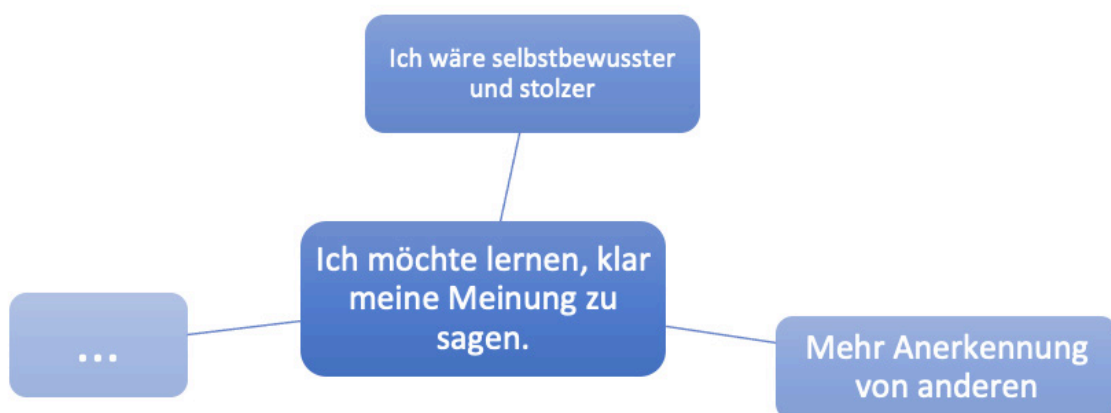 Ich wäre selbstbewusster
und stolzer
Ich möchte lernen, klar
meine Meinung zu
sagen.
...
Mehr Anerkennung
von anderen